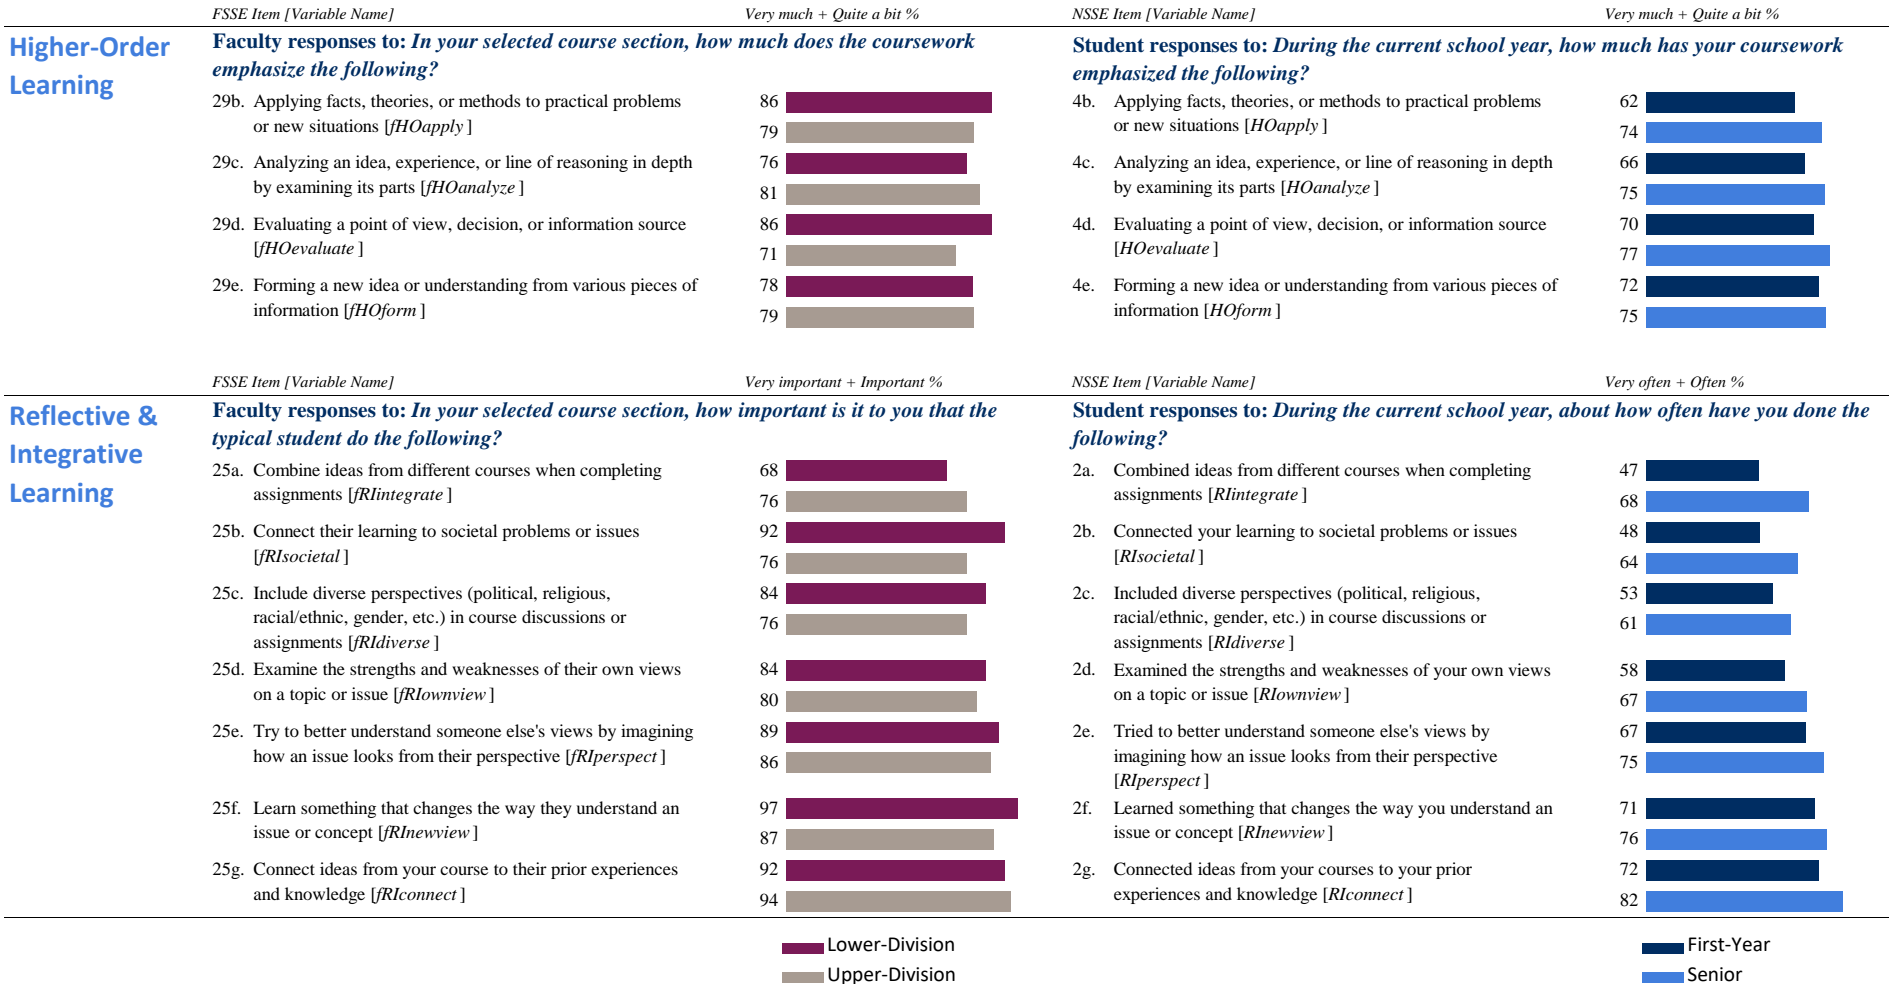 FSSE Item [Variable Name] Very much + Quite a bit % NSSE Item [Variable Name] Very much + Quite a bit %
Higher-Order
Learning
Faculty responses to: In your selected course section, how much does the coursework
emphasize the following?
29b. Applying facts, theories, or methods to practical problems
or new situations [fHOapply]
86
79
29c. Analyzing an idea, experience, or line of reasoning in depth
by examining its parts [fHOanalyze]
76
81
29d. Evaluating a point of view, decision, or information source
[fHOevaluate]
86
71
29e. Forming a new idea or understanding from various pieces of
information [fHOform]
78
79
Student responses to: During the current school year, how much has your coursework
emphasized the following?
4b. Applying facts, theories, or methods to practical problems
or new situations [HOapply]
62
74
4c. Analyzing an idea, experience, or line of reasoning in depth
by examining its parts [HOanalyze]
66
75
4d. Evaluating a point of view, decision, or information source
[HOevaluate]
70
77
4e. Forming a new idea or understanding from various pieces of
information [HOform]
72
75
FSSE Item [Variable Name] Very important + Important % NSSE Item [Variable Name] Very often + Often %
Reflective &
Integrative
Learning
Faculty responses to: In your selected course section, how important is it to you that the
typical student do the following?
25a. Combine ideas from different courses when completing
assignments [fRIintegrate]
68
76
25b. Connect their learning to societal problems or issues
[fRIsocietal]
92
76
25c. Include diverse perspectives (political, religious,
racial/ethnic, gender, etc.) in course discussions or
assignments [fRIdiverse]
84
76
25d. Examine the strengths and weaknesses of their own views
on a topic or issue [fRIownview]
84
80
25e. Try to better understand someone else's views by imagining
how an issue looks from their perspective [fRIperspect]
89
86
25f. Learn something that changes the way they understand an
issue or concept [fRInewview]
97
87
25g. Connect ideas from your course to their prior experiences
and knowledge [fRIconnect]
92
94
Student responses to: During the current school year, about how often have you done the
following?
2a. Combined ideas from different courses when completing
assignments [RIintegrate]
47
68
2b. Connected your learning to societal problems or issues
[RIsocietal]
48
64
2c. Included diverse perspectives (political, religious,
racial/ethnic, gender, etc.) in course discussions or
assignments [RIdiverse]
53
61
2d. Examined the strengths and weaknesses of your own views
on a topic or issue [RIownview]
58
67
2e. Tried to better understand someone else's views by
imagining how an issue looks from their perspective
[RIperspect]
67
75
2f. Learned something that changes the way you understand an
issue or concept [RInewview]
71
76
2g. Connected ideas from your courses to your prior
experiences and knowledge [RIconnect]
72
82
Lower-Division
Upper-Division
First-Year
Senior